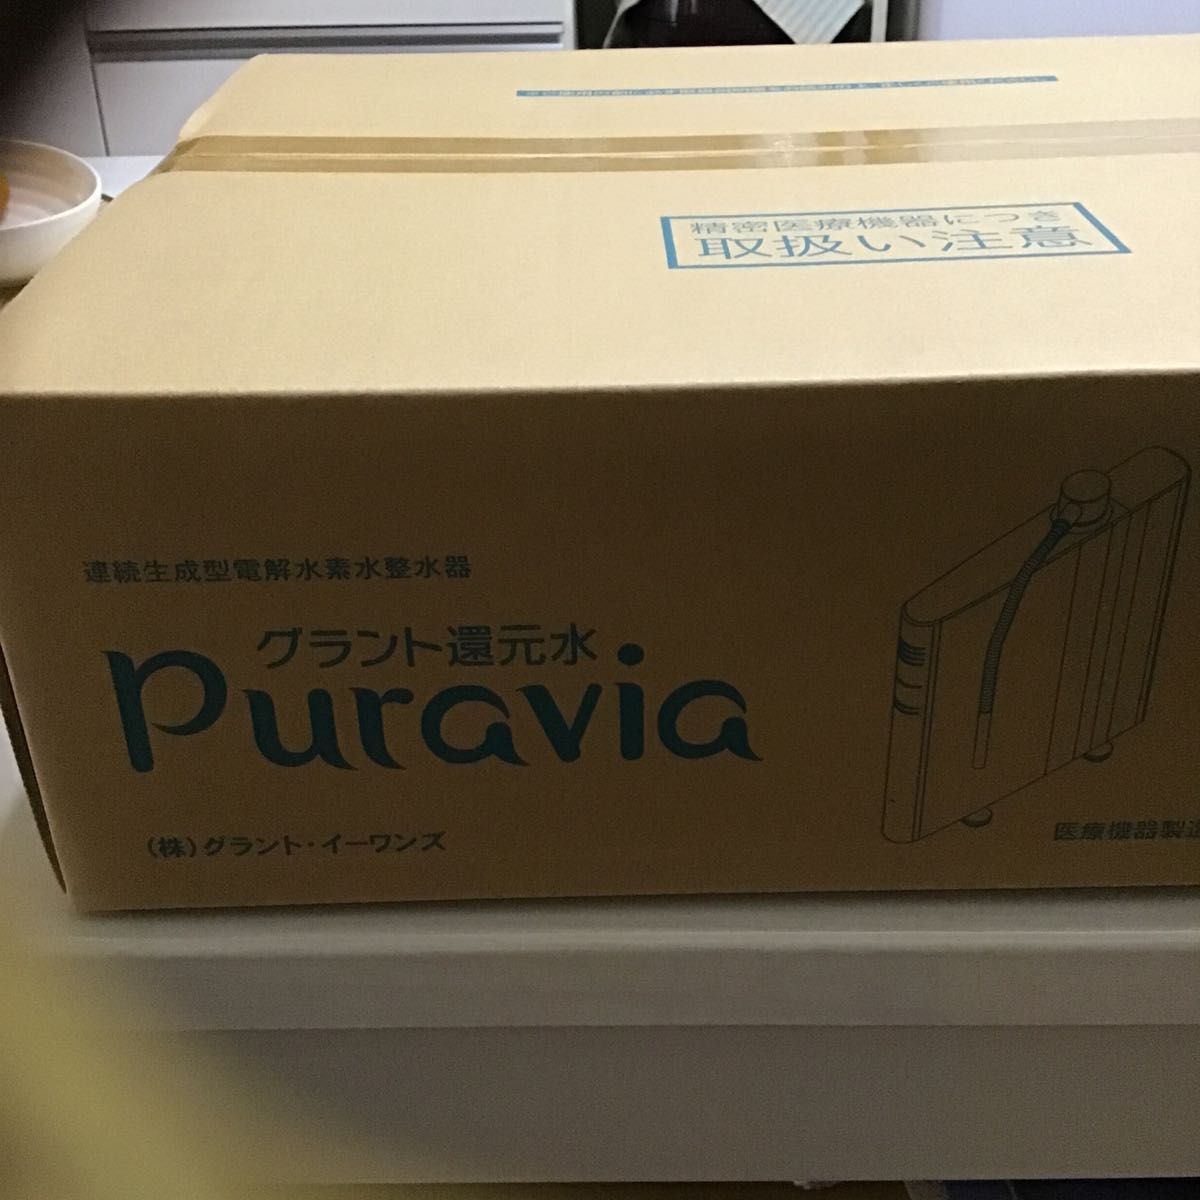 精密医療機器につき
取扱い注意
連続生成型電解水素水整水器
グラント還元水
Puravia
(株)グラント・イーワンズ
医療機器製造